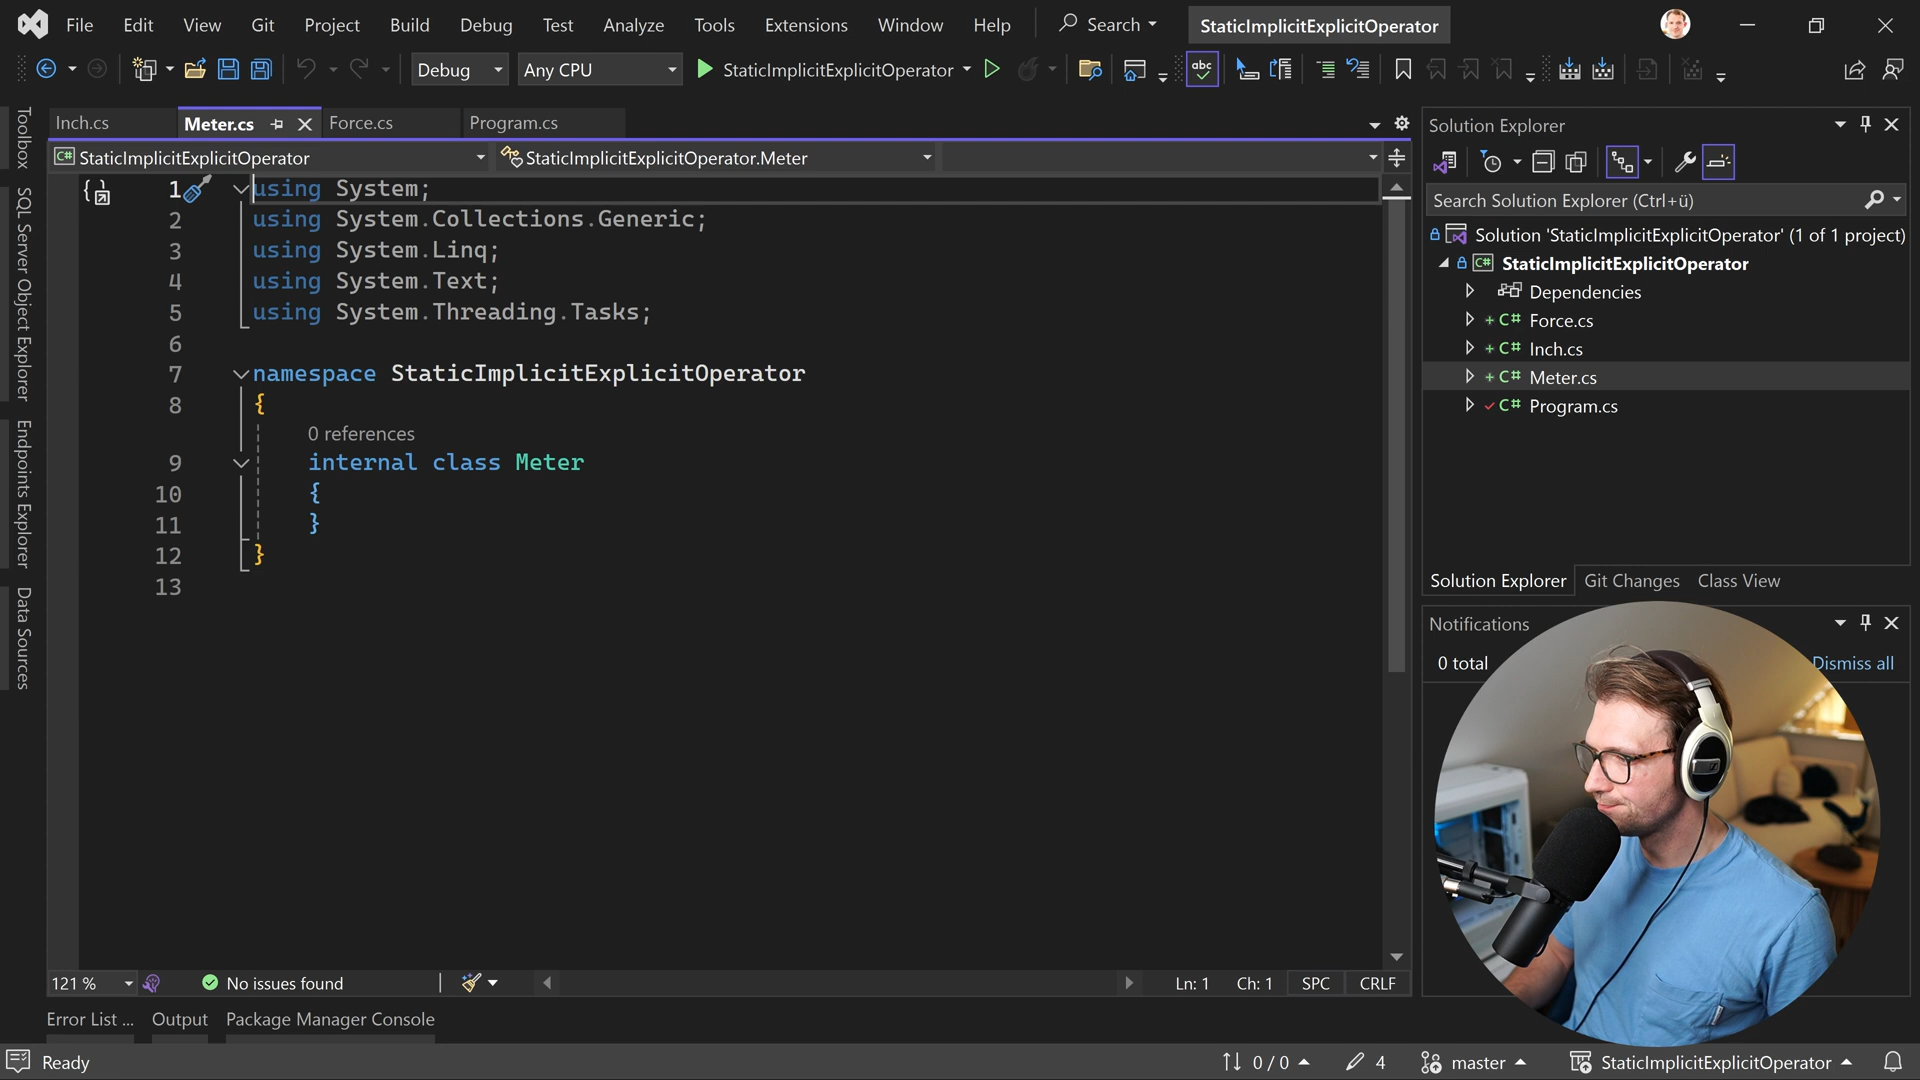 File Edit View Git Project Build Debug Test Analyze Tools Extensions Window Help Search StaticImplicitExplicitOperator
Debug Any CPU StaticImplicitExplicitOperator abc
Toolbox
SQL Server Object Explorer
Endpoints Explorer
Data Sources
Inch.cs Meter.cs Force.cs Program.cs
C# StaticImplicitExplicitOperator StaticImplicitExplicitOperator.Meter
1 using System;
2 using System.Collections.Generic;
3 using System.Linq;
4 using System.Text;
5 using System.Threading.Tasks;
6
7 namespace StaticImplicitExplicitOperator
8 {
0 references
9 internal class Meter
10 {
11 }
12 }
13
121 % No issues found Ln: 1 Ch: 1 SPC CRLF
Error List ... Output Package Manager Console
Solution Explorer
Search Solution Explorer (Ctrl+ü)
Solution 'StaticImplicitExplicitOperator' (1 of 1 project)
C# StaticImplicitExplicitOperator
Dependencies
+ C# Force.cs
+ C# Inch.cs
+ C# Meter.cs
C# Program.cs
Solution Explorer Git Changes Class View
Notifications
0 total Dismiss all
Ready 0 / 0 4 master StaticImplicitExplicitOperator